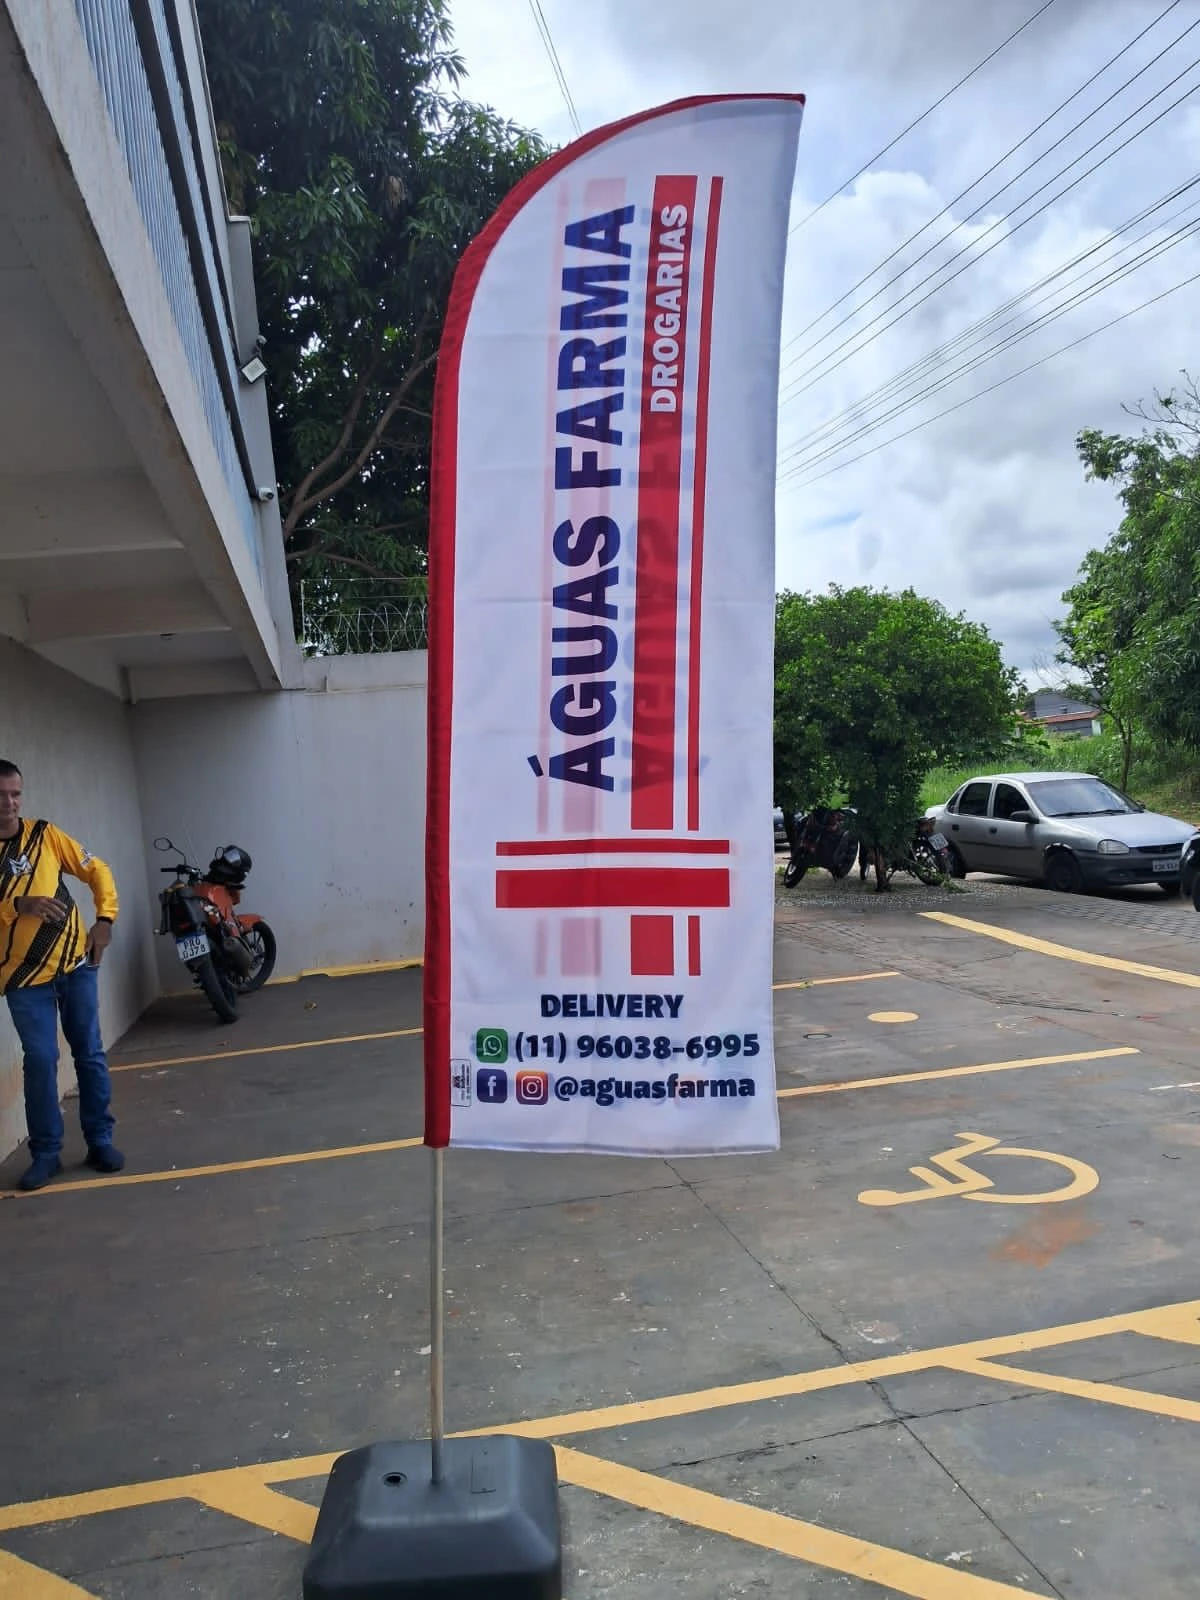 ÁGUAS FARMA
DROGARIAS
DELIVERY
(11) 96038-6995
@aguasfarma